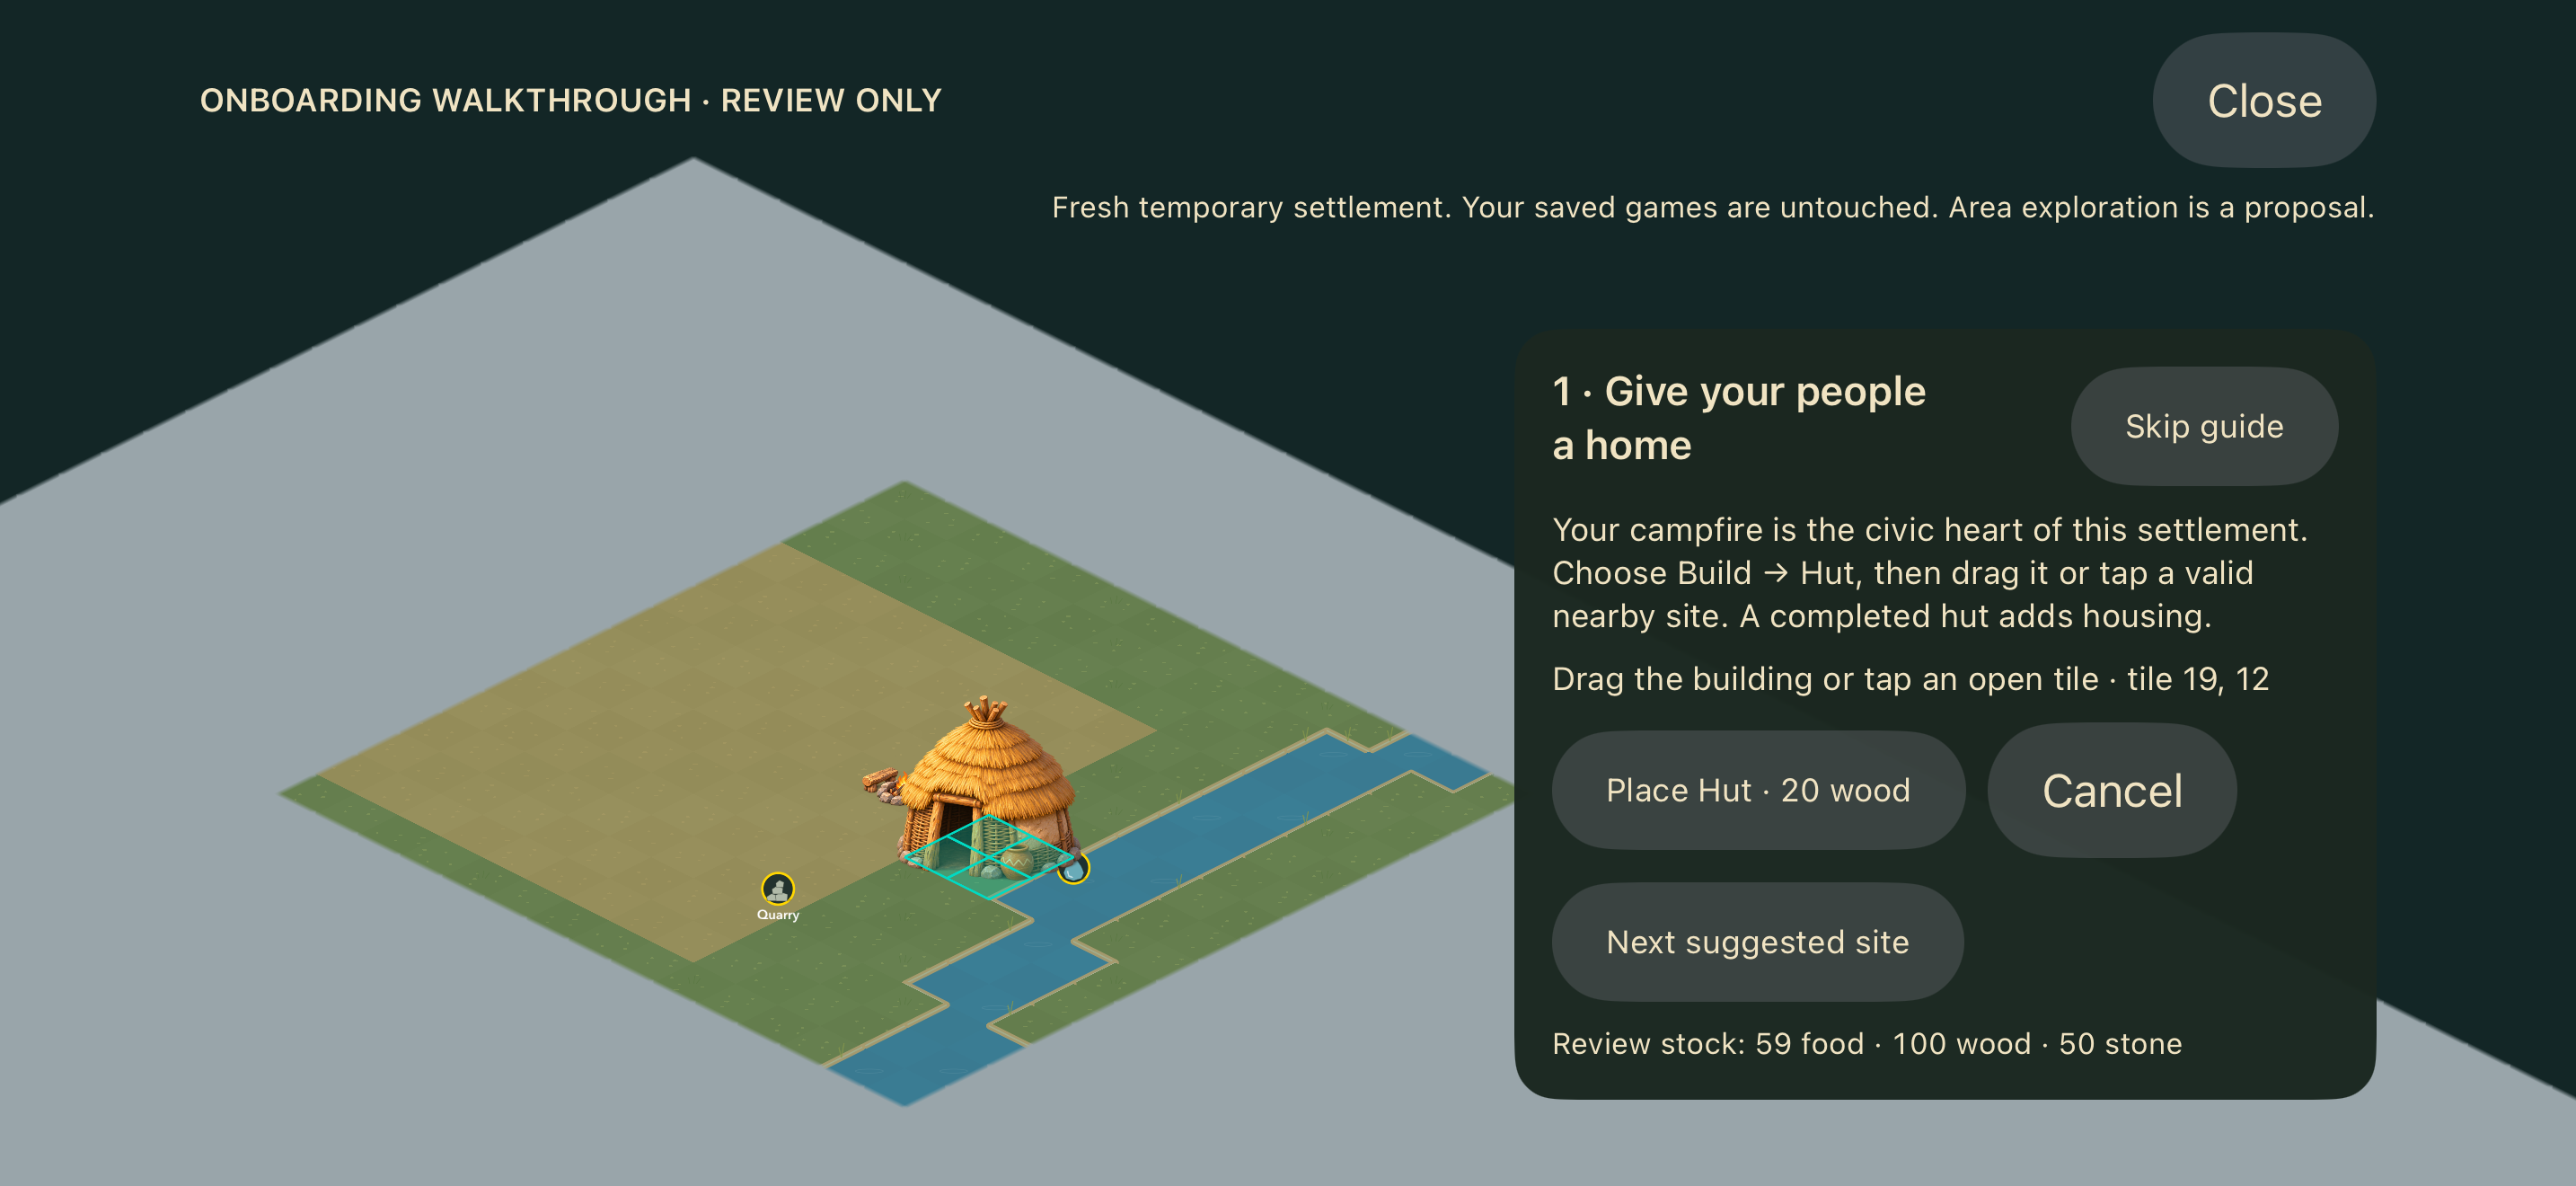 ONBOARDING WALKTHROUGH · REVIEW ONLY
Close
Fresh temporary settlement. Your saved games are untouched. Area exploration is a proposal.
1 · Give your people
a home
Skip guide
Your campfire is the civic heart of this settlement.
Choose Build → Hut, then drag it or tap a valid
nearby site. A completed hut adds housing.
Drag the building or tap an open tile · tile 19, 12
Place Hut · 20 wood
Cancel
Next suggested site
Review stock: 59 food · 100 wood · 50 stone
Quarry